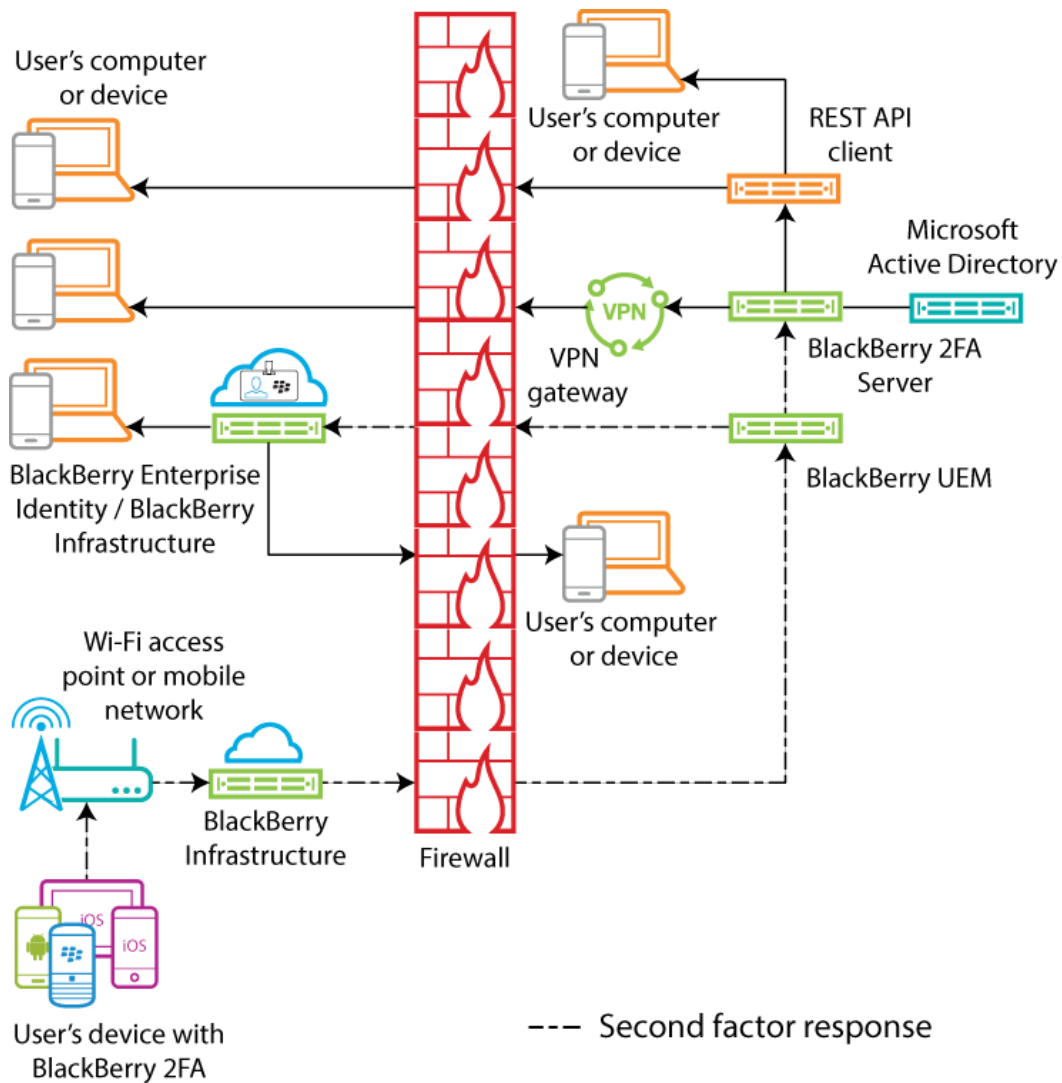 User's computer
or device
User's computer
or device
REST API
client
Microsoft
Active Directory
VPN
VPN
gateway
BlackBerry 2FA
Server
BlackBerry Enterprise
Identity / BlackBerry
Infrastructure
BlackBerry UEM
User's computer
or device
Wi-Fi access
point or mobile
network
BlackBerry
Infrastructure
Firewall
iOS
iOS
User's device with
BlackBerry 2FA
Second factor response